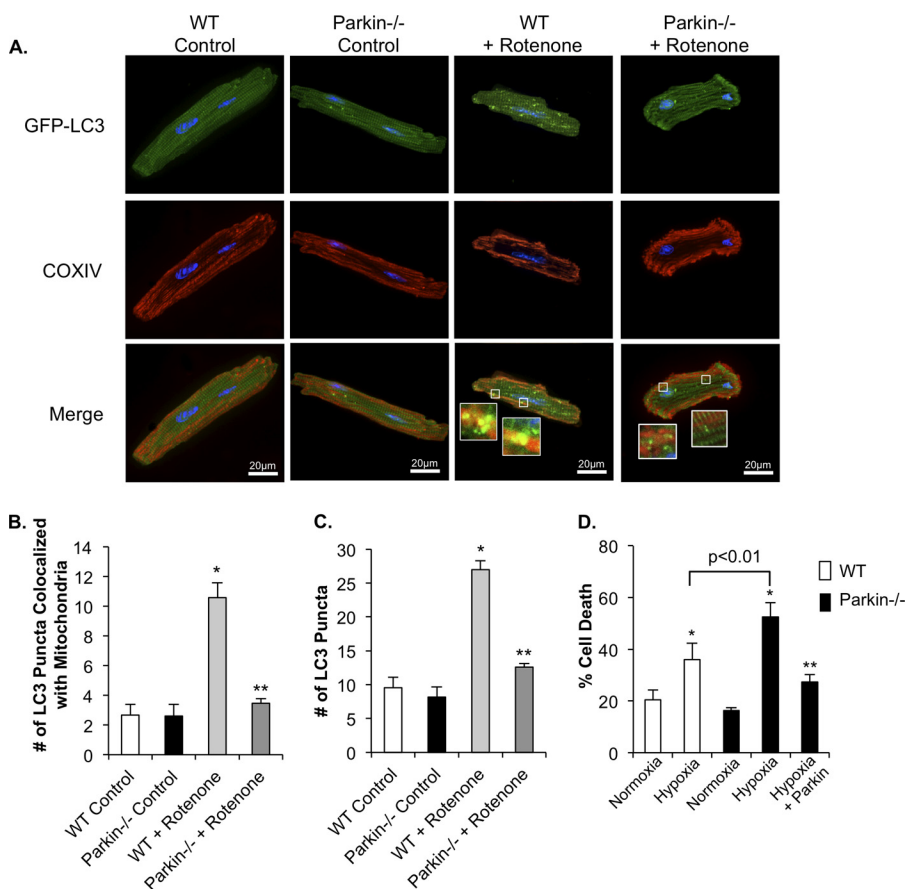 A.
WT
Control
Parkin-/-
Control
WT
+ Rotenone
Parkin-/-
+ Rotenone
GFP-LC3
COXIV
Merge
20µm
20µm
20µm
20µm
B.
# of LC3 Puncta Colocalized
with Mitochondria
14
12
10
8
6
4
2
0
*
**
WT Control
Parkin-/- Control
WT + Rotenone
Parkin-/- + Rotenone
C.
# of LC3 Puncta
30
25
20
15
10
5
0
*
**
WT Control
Parkin-/- Control
WT + Rotenone
Parkin-/- + Rotenone
D.
% Cell Death
80
60
40
20
0
p<0.01
*
*
**
WT
Parkin-/-
Normoxia
Hypoxia
Normoxia
Hypoxia
Hypoxia
+ Parkin